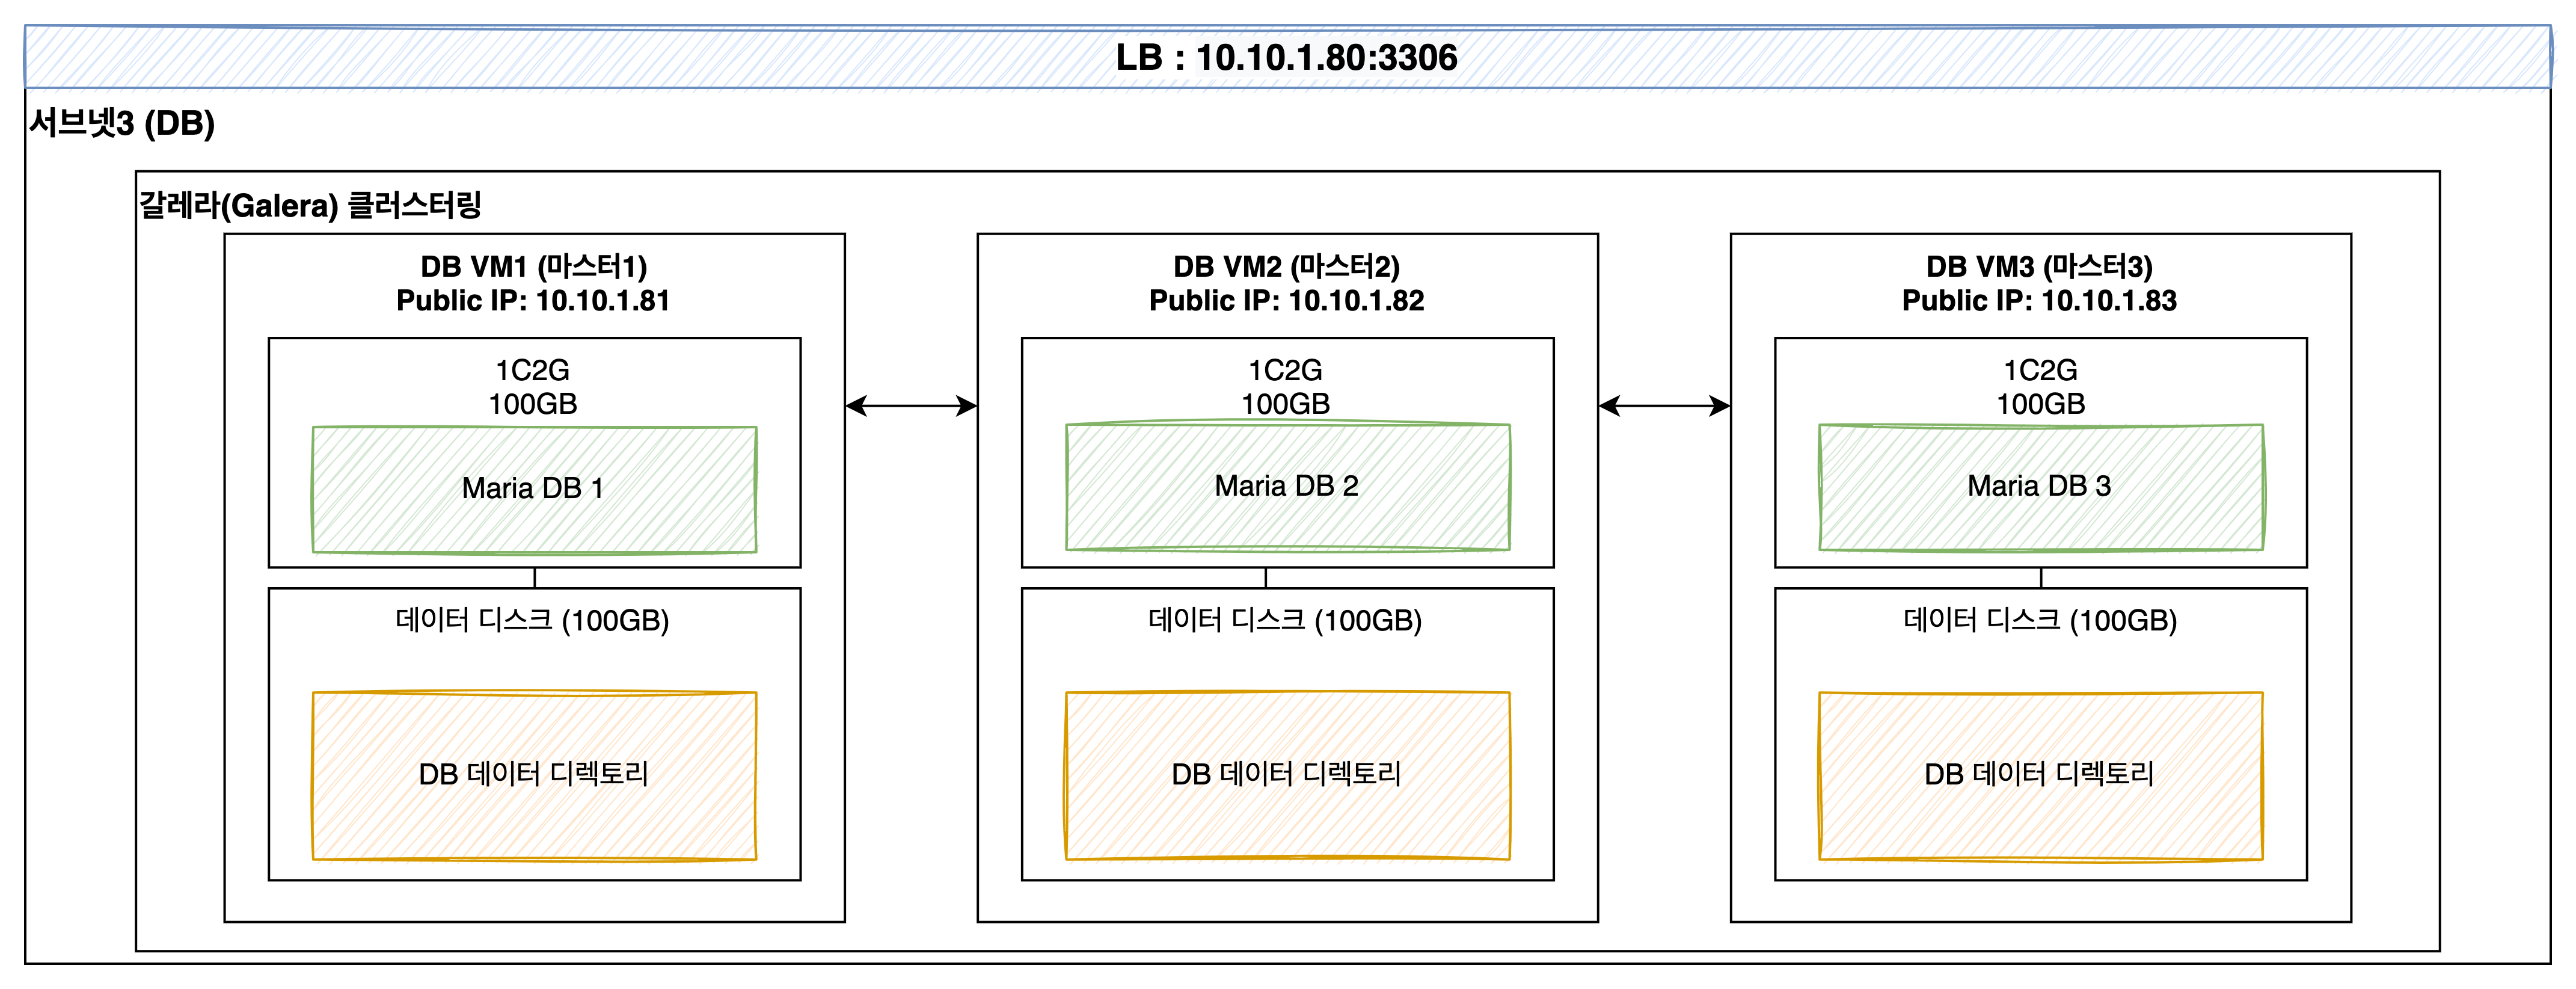 LB : 10.10.1.80:3306
서브넷3 (DB)
갈레라(Galera) 클러스터링
DB VM1 (마스터1)
Public IP: 10.10.1.81
1C2G
100GB
Maria DB 1
데이터 디스크 (100GB)
DB 데이터 디렉토리
DB VM2 (마스터2)
Public IP: 10.10.1.82
1C2G
100GB
Maria DB 2
데이터 디스크 (100GB)
DB 데이터 디렉토리
DB VM3 (마스터3)
Public IP: 10.10.1.83
1C2G
100GB
Maria DB 3
데이터 디스크 (100GB)
DB 데이터 디렉토리